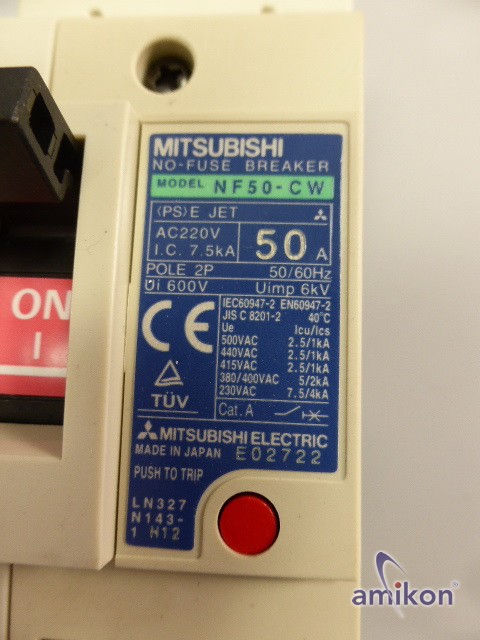 MITSUBISHI
NO-FUSE BREAKER
MODEL NF50-CW
〈PS〉E JET
AC220V
I.C. 7.5kA
50 A
POLE 2P 50/60Hz
Ui 600V Uimp 6kV
IEC60947-2 EN60947-2
JIS C 8201-2 40℃
Ue Icu/Ics
500VAC 2.5/1kA
440VAC 2.5/1kA
415VAC 2.5/1kA
380/400VAC 5/2kA
230VAC 7.5/4kA
Cat. A
CE
TÜV
MITSUBISHI ELECTRIC
MADE IN JAPAN E02722
PUSH TO TRIP
LN327
N143-
1 H12
ON
I
amikon